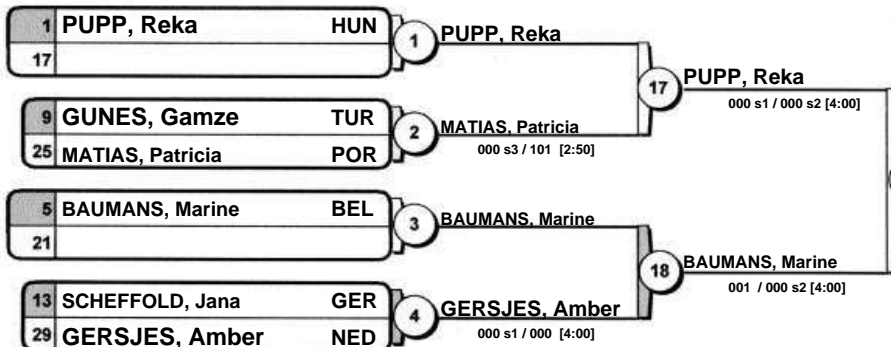 1 PUPP, Reka HUN
17
1 PUPP, Reka
9 GUNES, Gamze TUR
25 MATIAS, Patricia POR
2 MATIAS, Patricia
000 s3 / 101 [2:50]
17 PUPP, Reka
000 s1 / 000 s2 [4:00]
5 BAUMANS, Marine BEL
21
3 BAUMANS, Marine
13 SCHEFFOLD, Jana GER
29 GERSJES, Amber NED
4 GERSJES, Amber
000 s1 / 000 [4:00]
18 BAUMANS, Marine
001 / 000 s2 [4:00]